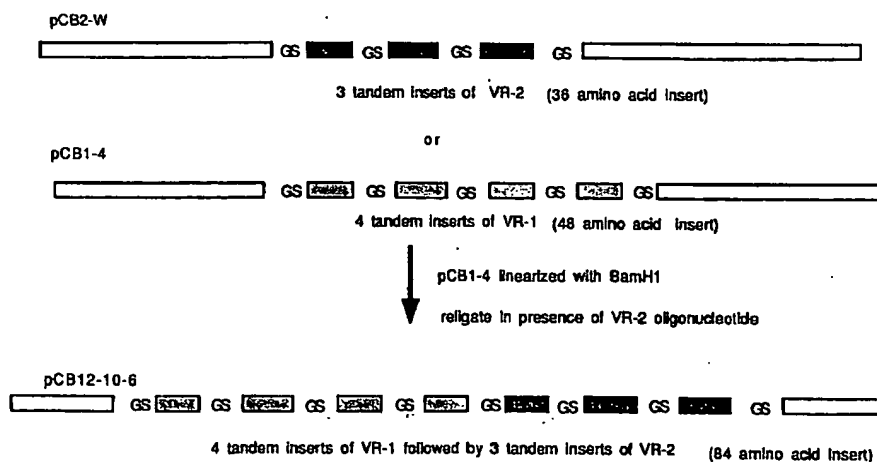 pCB2-W
GS GS GS GS
3 tandem inserts of VR-2 (36 amino acid insert)
or
pCB1-4
GS GS GS GS GS
4 tandem inserts of VR-1 (48 amino acid insert)
pCB1-4 linearized with BamH1
religate in presence of VR-2 oligonucleotide
pCB12-10-6
GS GS GS GS GS GS GS GS
4 tandem inserts of VR-1 followed by 3 tandem inserts of VR-2 (84 amino acid insert)